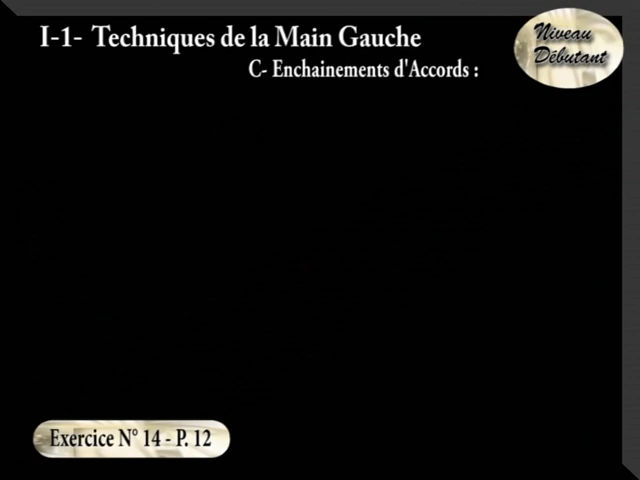 I-1- Techniques de la Main Gauche
C- Enchainements d'Accords :
Niveau
Débutant
Exercice N° 14 - P. 12